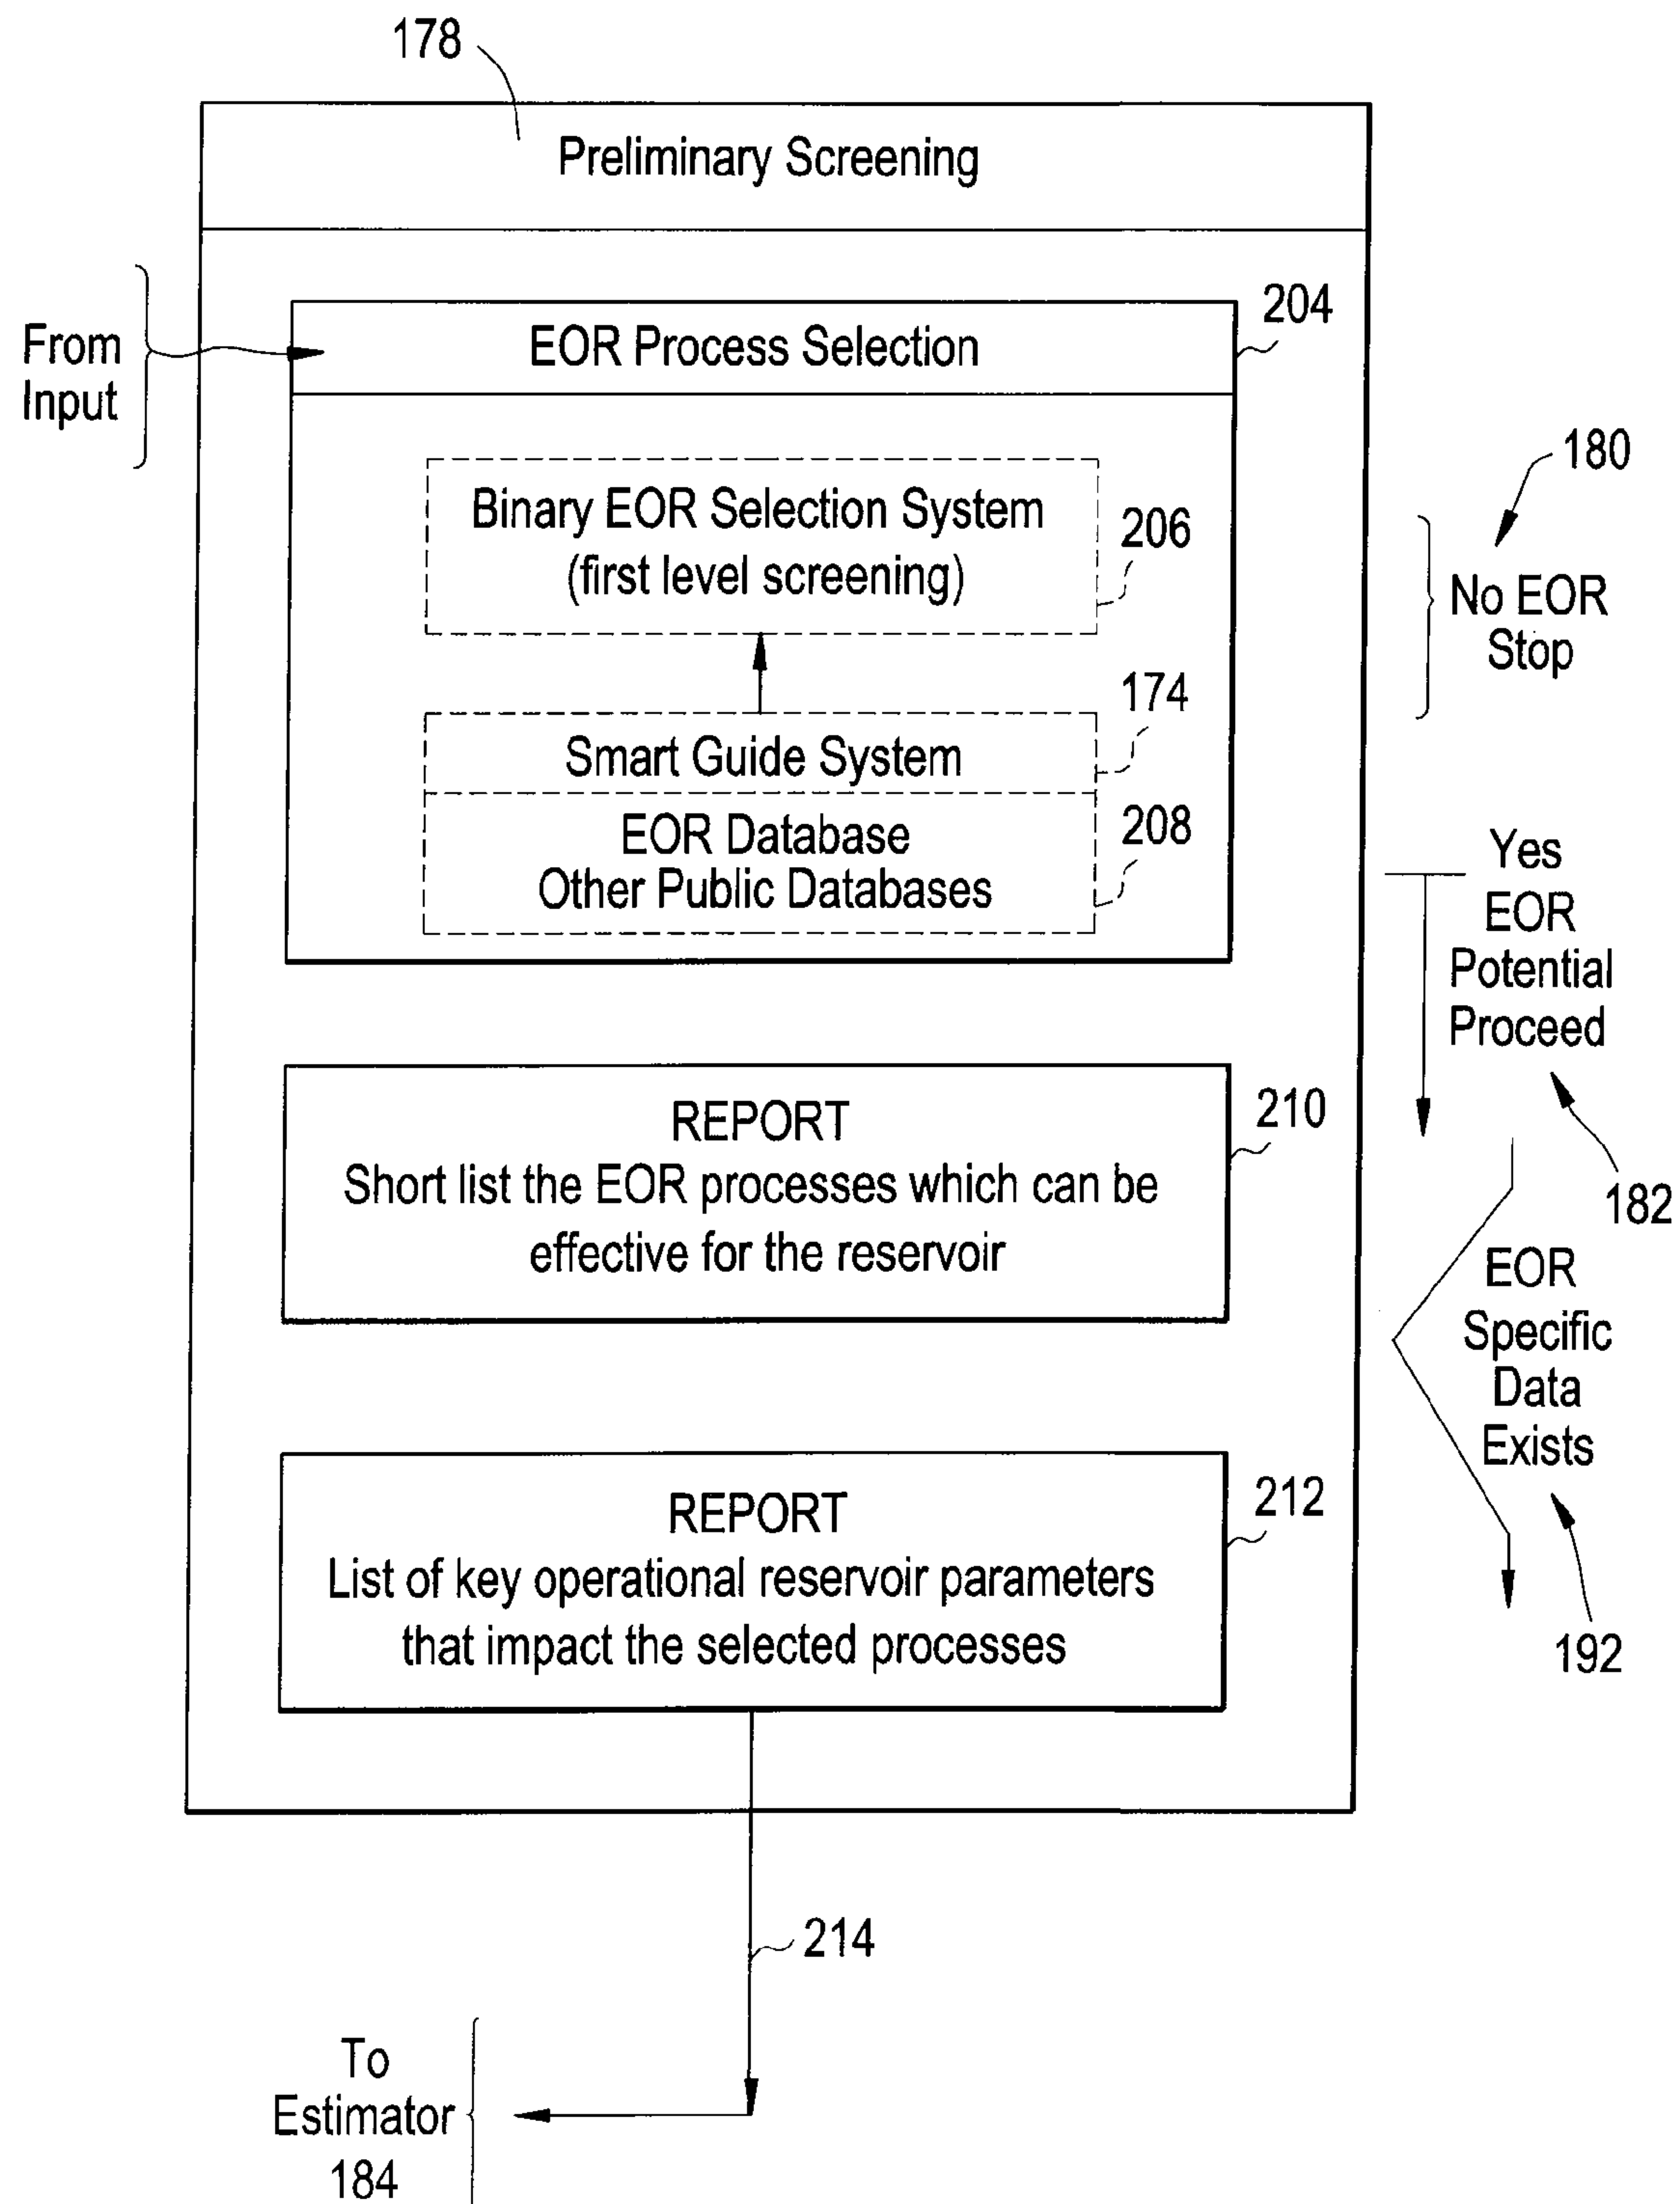 178
Preliminary Screening
From
Input
EOR Process Selection
204
Binary EOR Selection System
(first level screening)
206
Smart Guide System
174
EOR Database
Other Public Databases
208
180
No EOR
Stop
Yes
EOR
Potential
Proceed
182
REPORT
Short list the EOR processes which can be
effective for the reservoir
210
EOR
Specific
Data
Exists
192
REPORT
List of key operational reservoir parameters
that impact the selected processes
212
214
To
Estimator
184